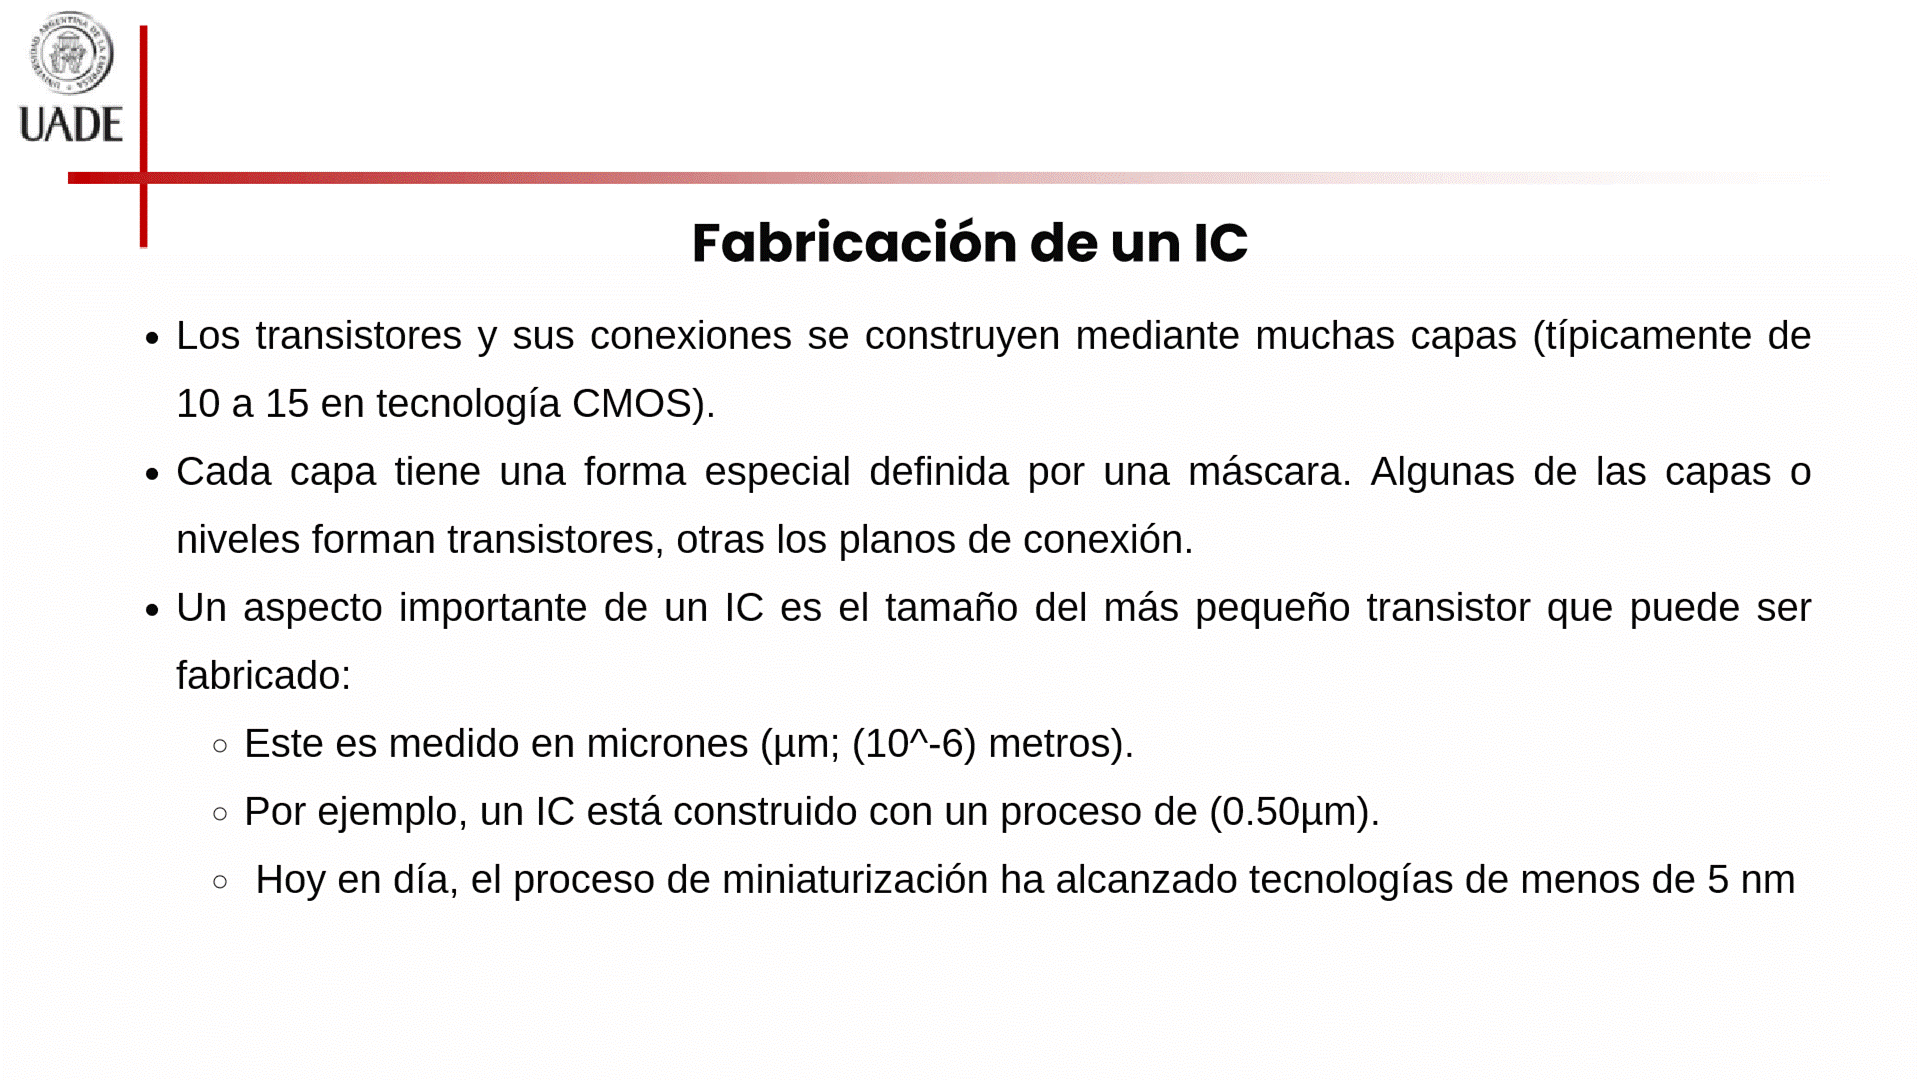 UNIVERSIDAD ARGENTINA DE LA EMPRESA
UADE
Fabricación de un IC
• Los transistores y sus conexiones se construyen mediante muchas capas (típicamente de
10 a 15 en tecnología CMOS).
• Cada capa tiene una forma especial definida por una máscara. Algunas de las capas o
niveles forman transistores, otras los planos de conexión.
• Un aspecto importante de un IC es el tamaño del más pequeño transistor que puede ser
fabricado:
○ Este es medido en micrones (µm; (10^-6) metros).
○ Por ejemplo, un IC está construido con un proceso de (0.50µm).
○ Hoy en día, el proceso de miniaturización ha alcanzado tecnologías de menos de 5 nm